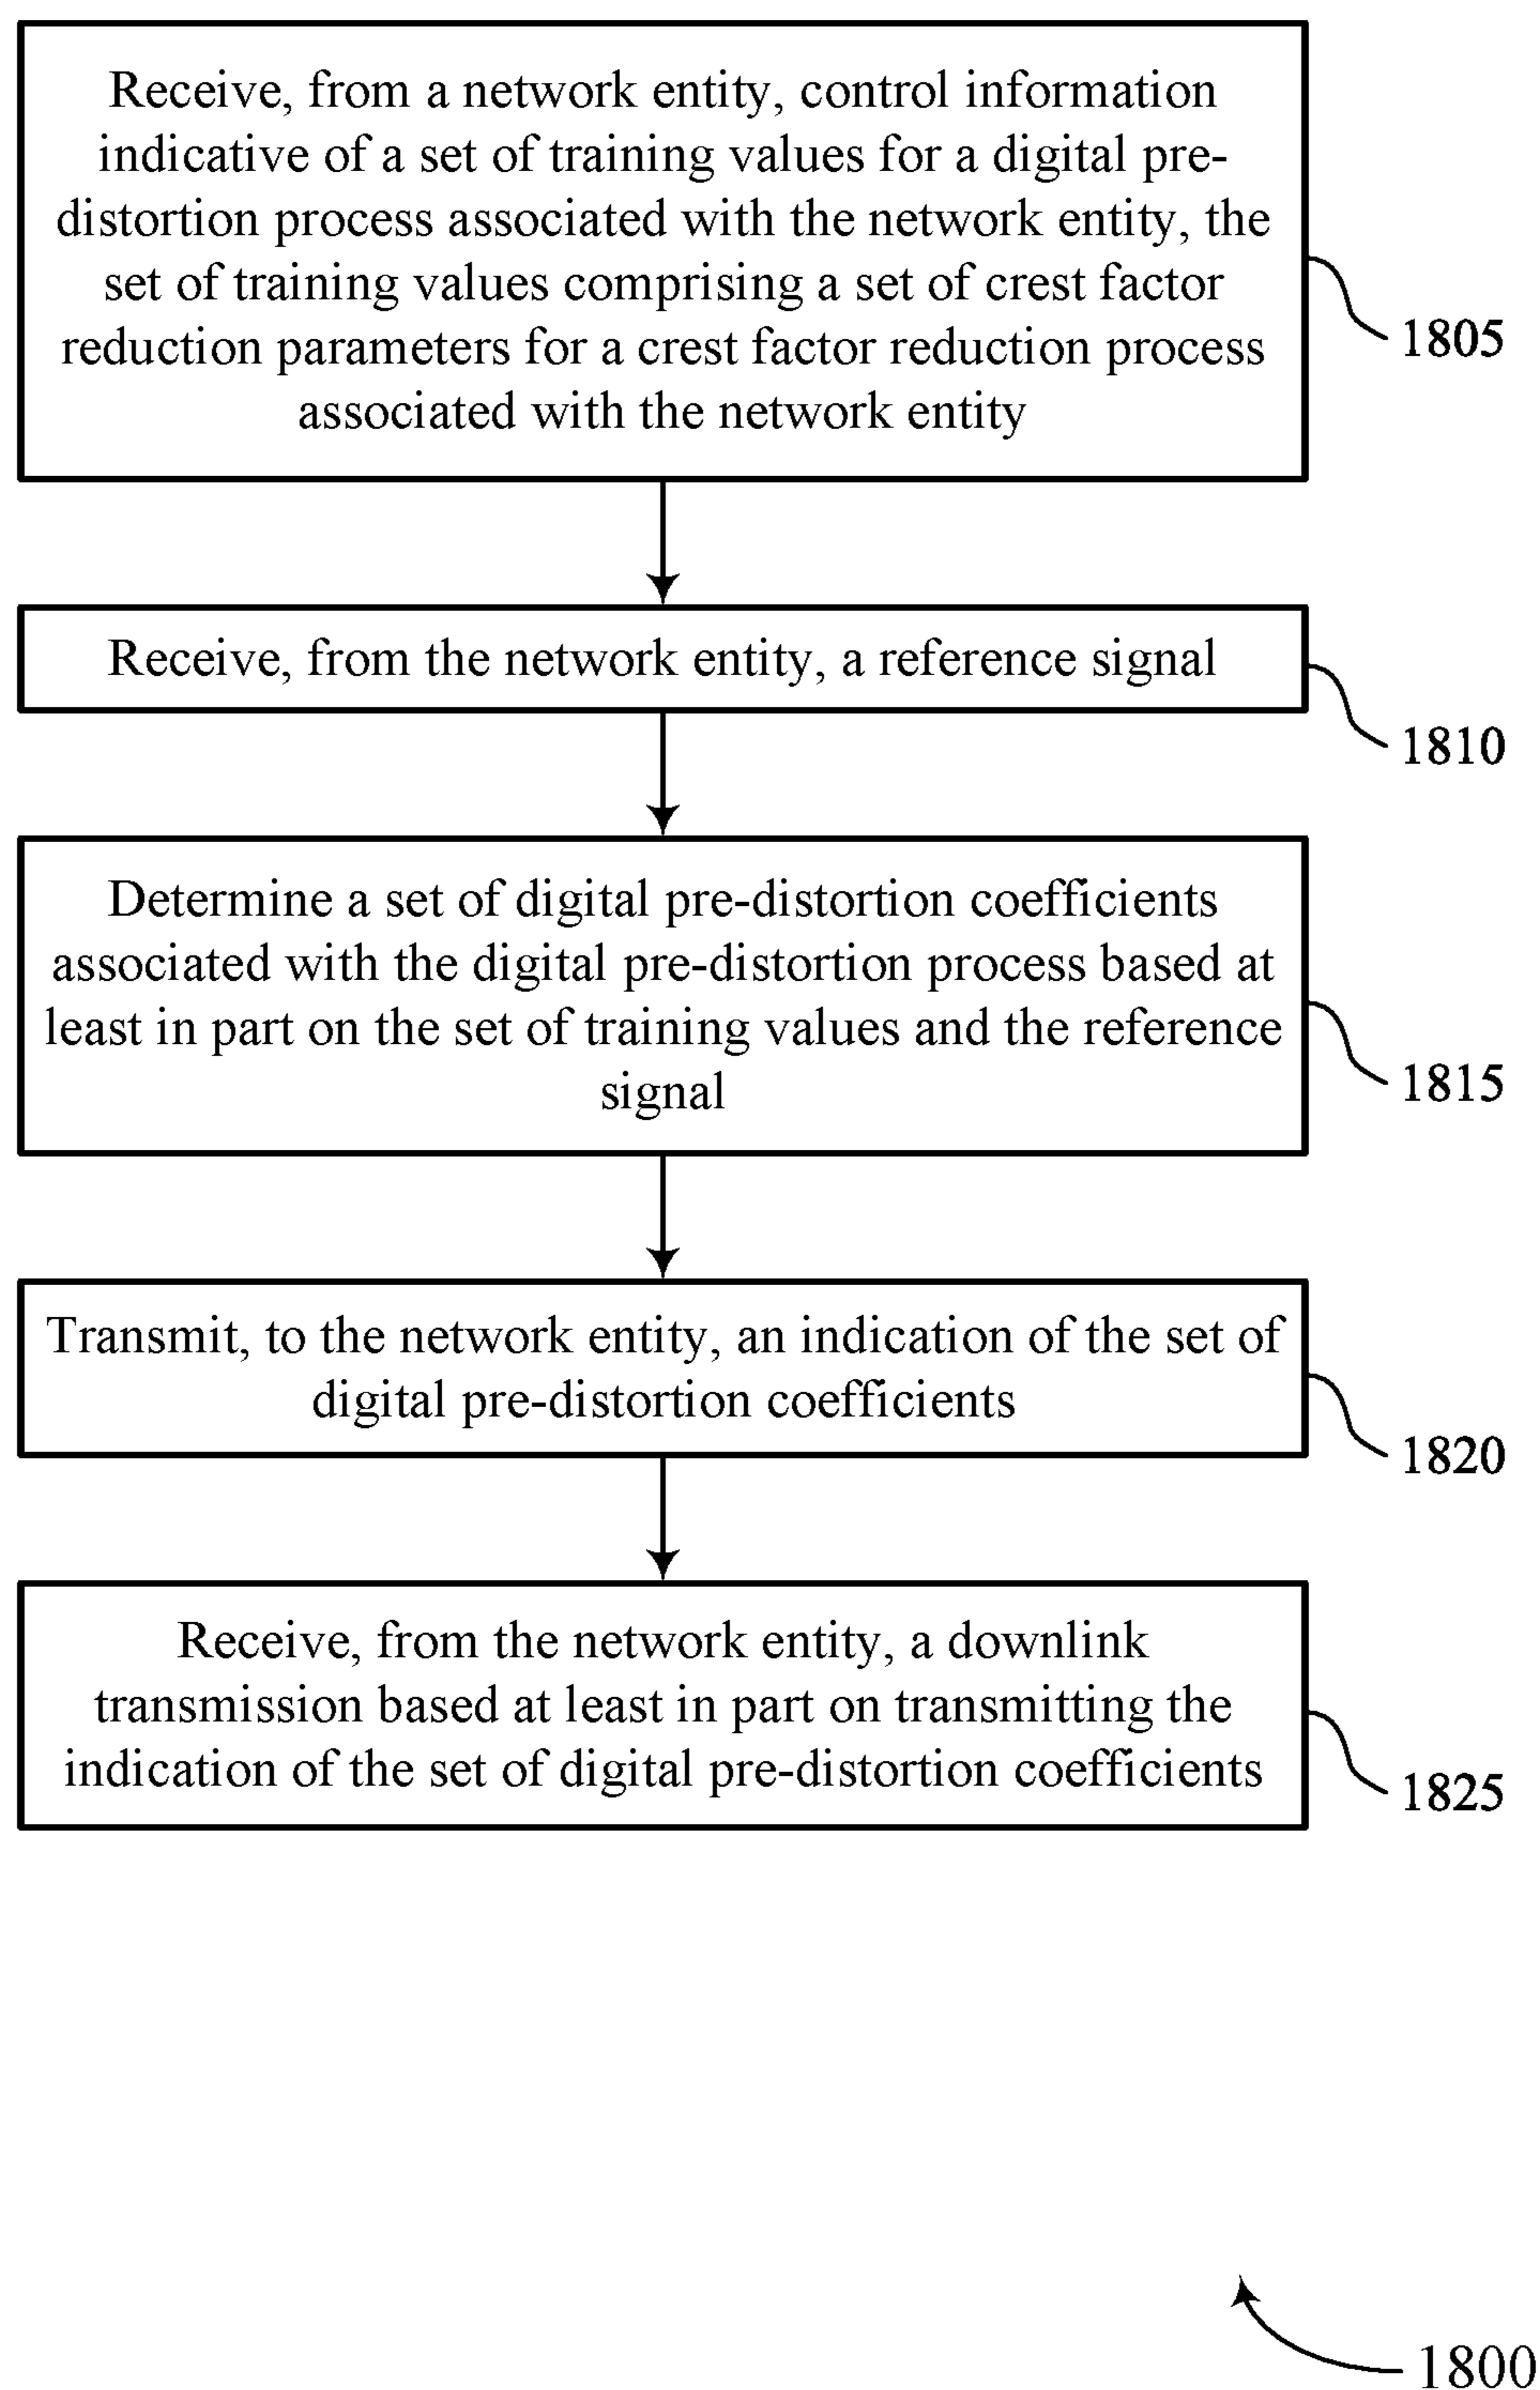 Receive, from a network entity, control information
indicative of a set of training values for a digital pre-
distortion process associated with the network entity, the
set of training values comprising a set of crest factor
reduction parameters for a crest factor reduction process
associated with the network entity
1805
Receive, from the network entity, a reference signal
1810
Determine a set of digital pre-distortion coefficients
associated with the digital pre-distortion process based at
least in part on the set of training values and the reference
signal
1815
Transmit, to the network entity, an indication of the set of
digital pre-distortion coefficients
1820
Receive, from the network entity, a downlink
transmission based at least in part on transmitting the
indication of the set of digital pre-distortion coefficients
1825
1800